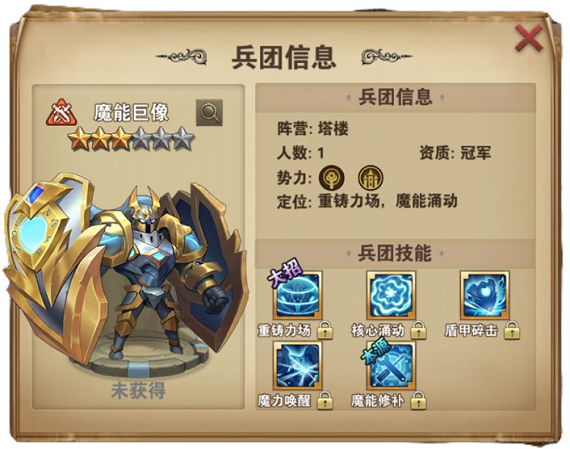 兵团信息
魔能巨像
未获得
兵团信息
阵营: 塔楼
人数: 1 资质: 冠军
势力:
定位: 重铸力场, 魔能涌动
兵团技能
大招
重铸力场 核心涌动 盾甲碎击
本源
魔力唤醒 魔能修补